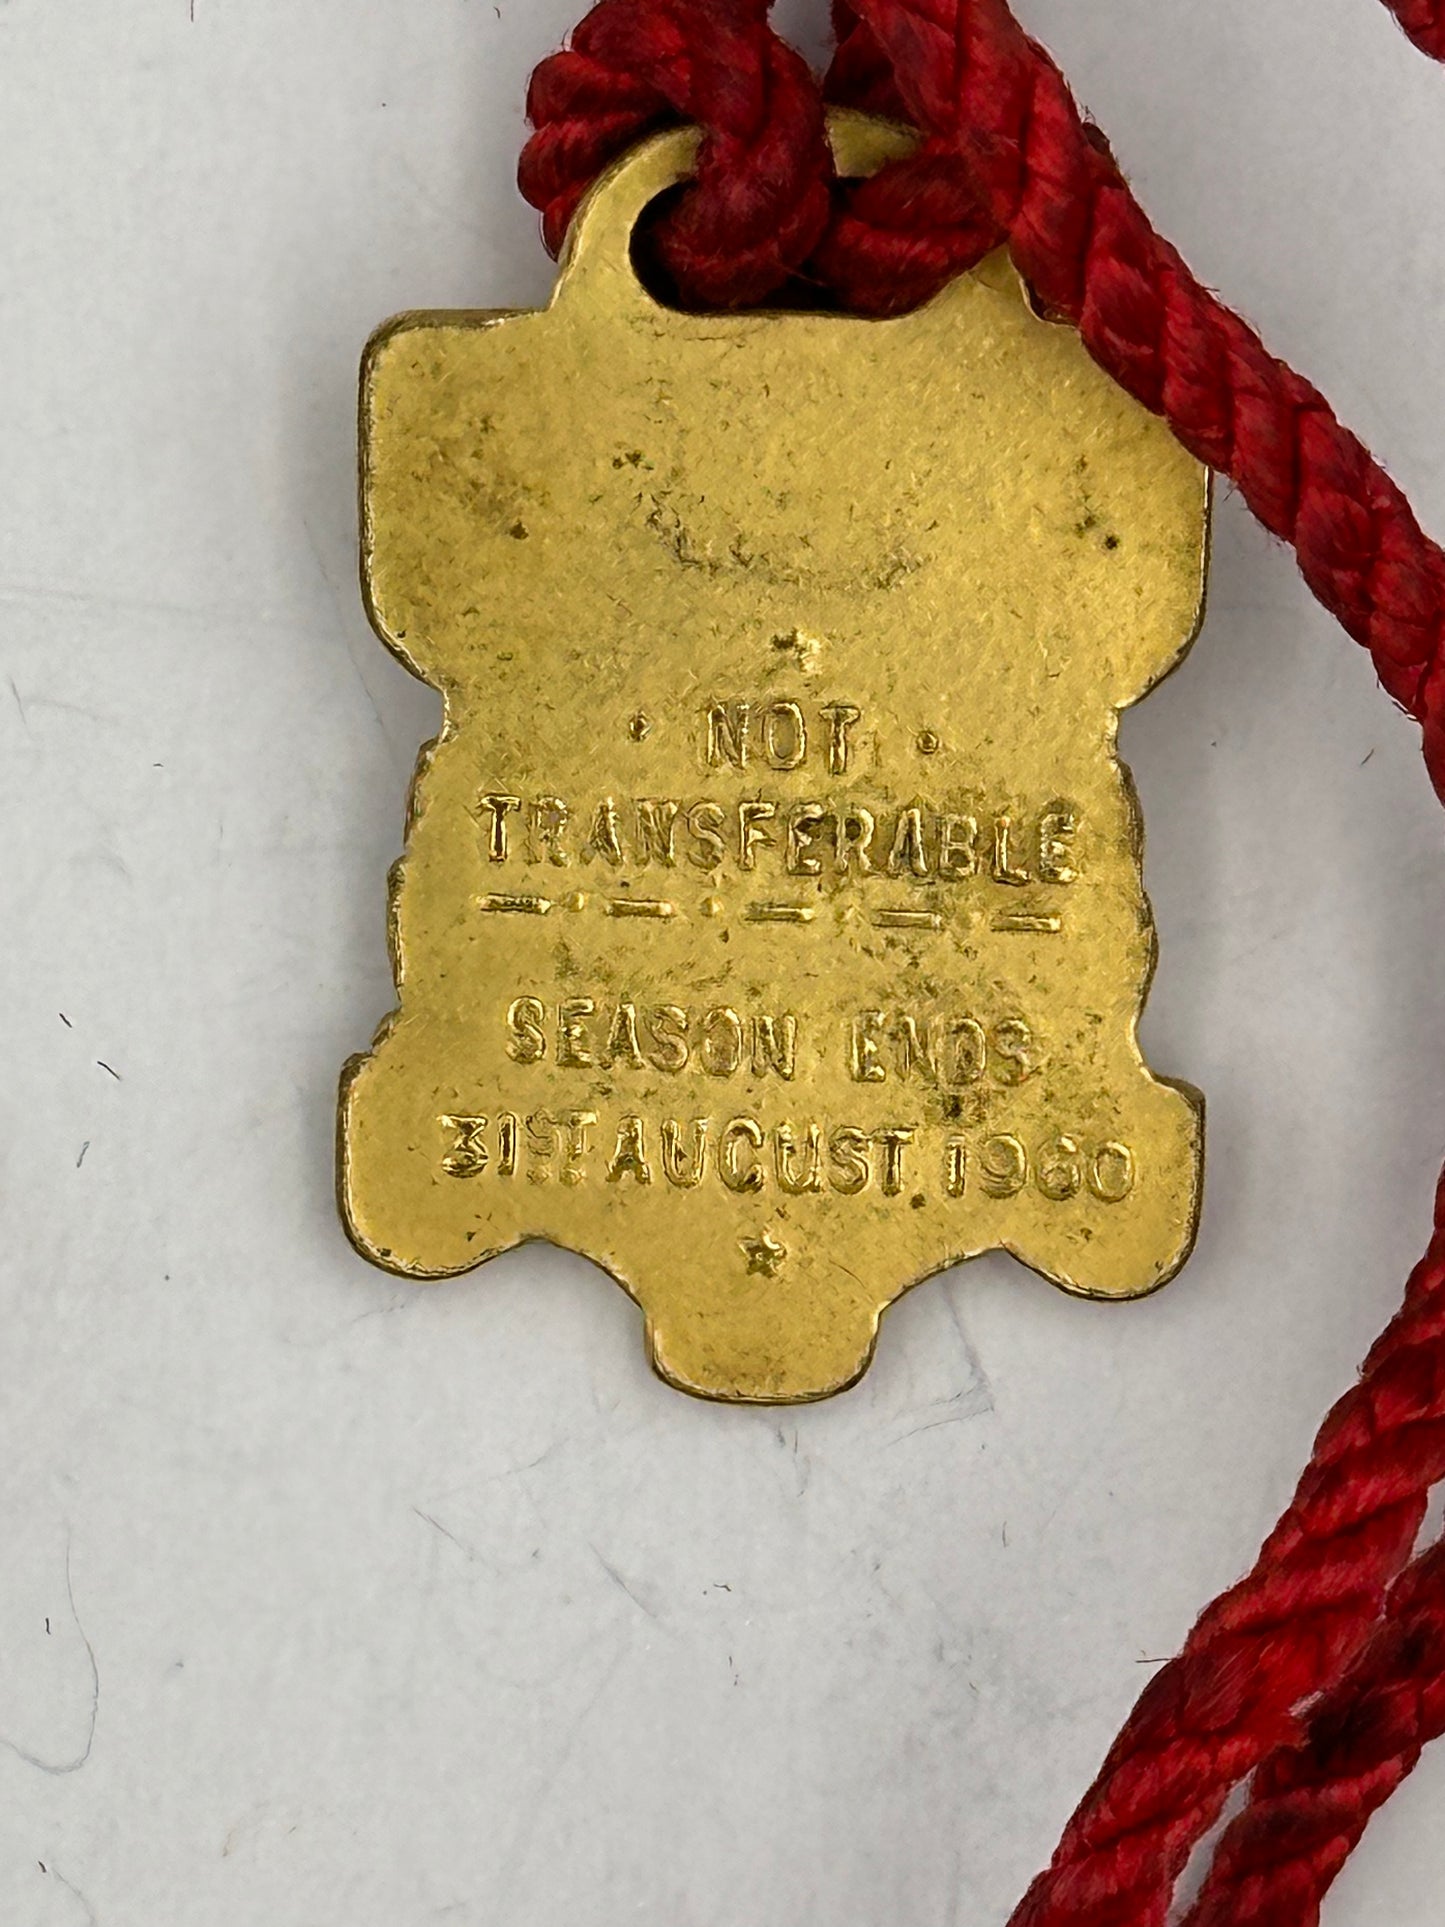 · NOT ·
TRANSFERABLE
SEASON ENDS
31ST AUGUST 1960